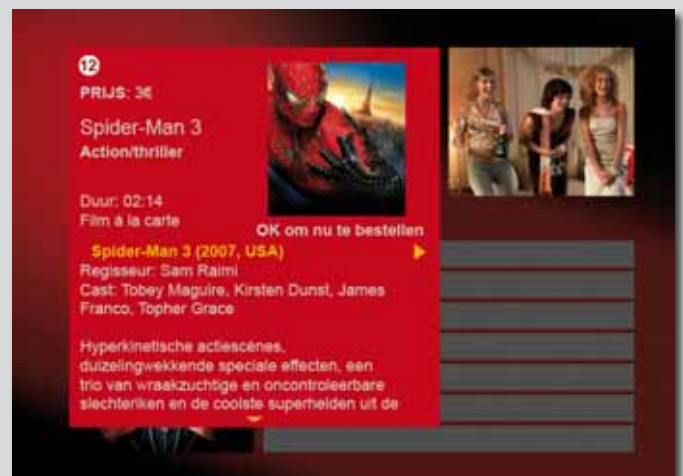 12
PRIJS: 3€
Spider-Man 3
Action/thriller
Duur: 02:14
Film à la carte
OK om nu te bestellen
Spider-Man 3 (2007, USA)
Regisseur: Sam Raimi
Cast: Tobey Maguire, Kirsten Dunst, James
Franco, Topher Grace
Hyperkinetische actiescènes,
duizelingwekkende speciale effecten, een
trio van wraakzuchtige en oncontroleerbare
slechteriken en de coolste superhelden uit de